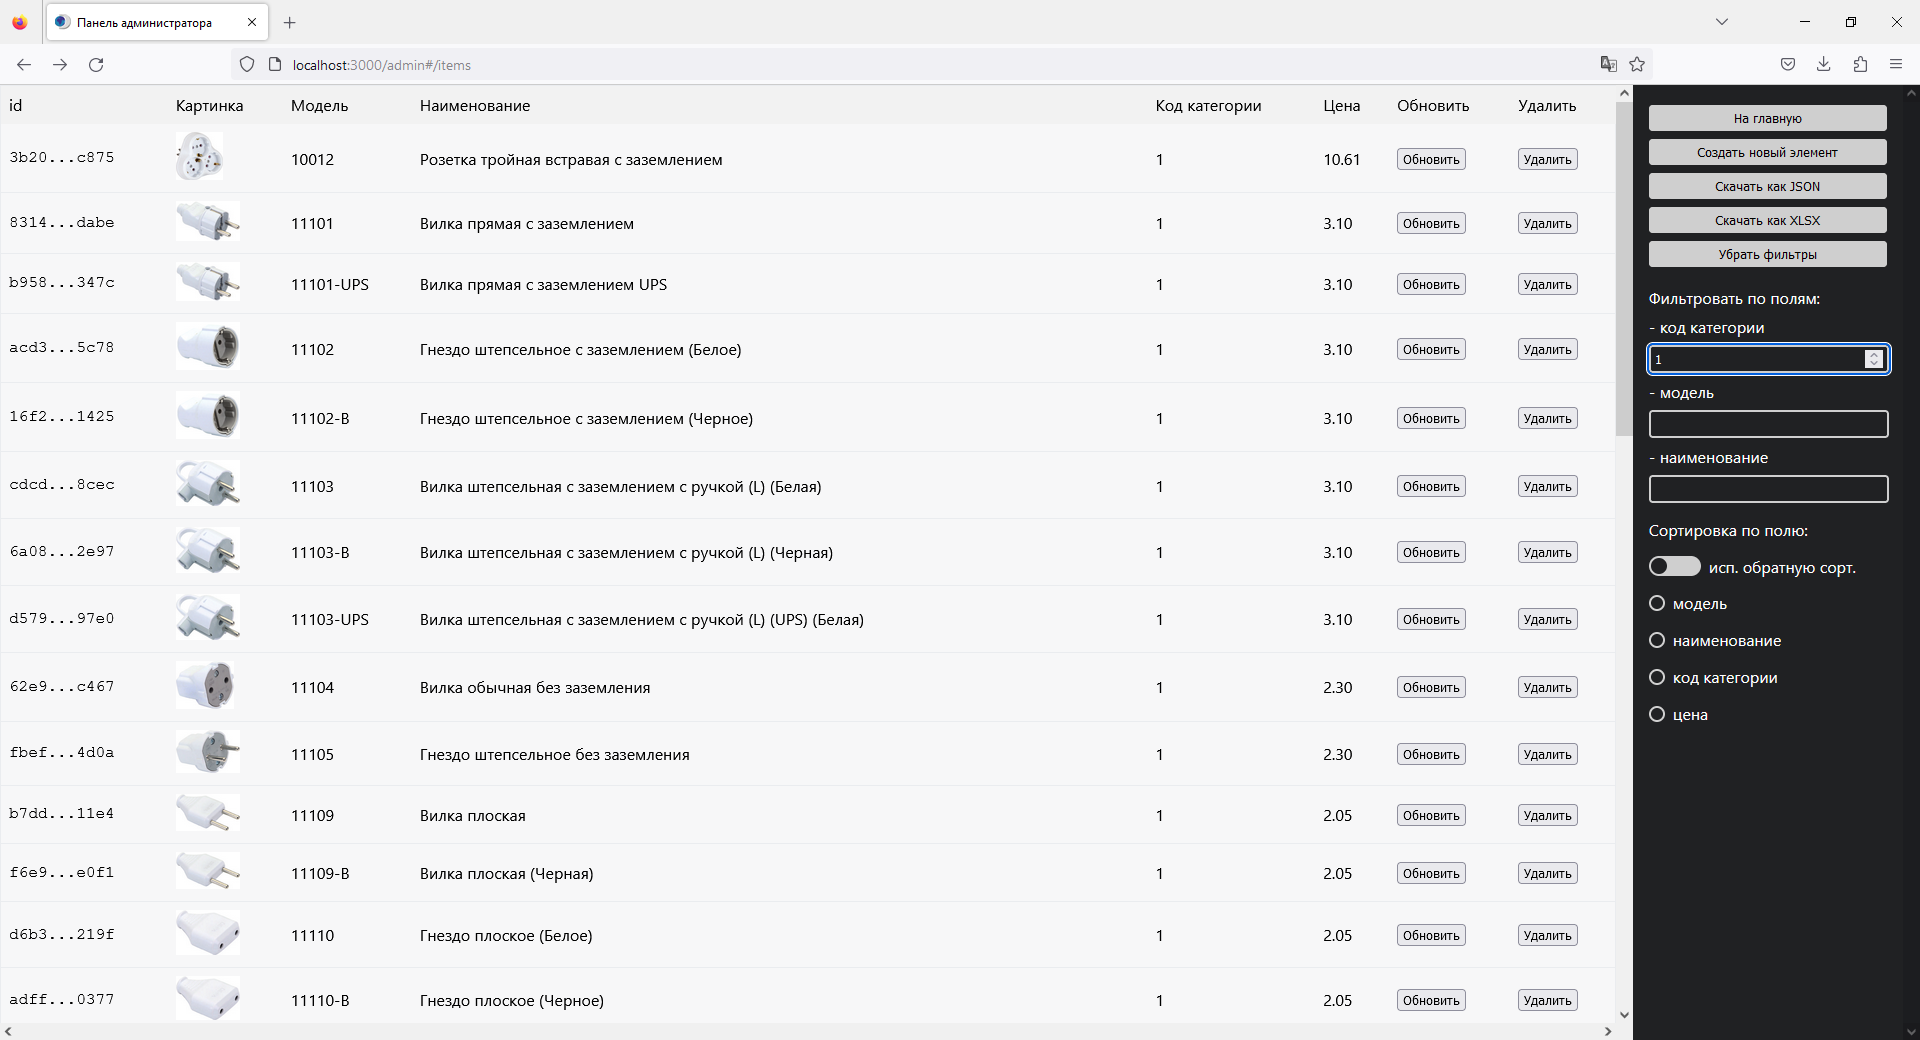 Панель администратора
localhost:3000/admin#/items
id Картинка Модель Наименование Код категории Цена Обновить Удалить
3b20...c875 10012 Розетка тройная встравая с заземлением 1 10.61 Обновить Удалить
8314...dabe 11101 Вилка прямая с заземлением 1 3.10 Обновить Удалить
b958...347c 11101-UPS Вилка прямая с заземлением UPS 1 3.10 Обновить Удалить
acd3...5c78 11102 Гнездо штепсельное с заземлением (Белое) 1 3.10 Обновить Удалить
16f2...1425 11102-B Гнездо штепсельное с заземлением (Черное) 1 3.10 Обновить Удалить
cdcd...8cec 11103 Вилка штепсельная с заземлением с ручкой (L) (Белая) 1 3.10 Обновить Удалить
6a08...2e97 11103-B Вилка штепсельная с заземлением с ручкой (L) (Черная) 1 3.10 Обновить Удалить
d579...97e0 11103-UPS Вилка штепсельная с заземлением с ручкой (L) (UPS) (Белая) 1 3.10 Обновить Удалить
62e9...c467 11104 Вилка обычная без заземления 1 2.30 Обновить Удалить
fbef...4d0a 11105 Гнездо штепсельное без заземления 1 2.30 Обновить Удалить
b7dd...11e4 11109 Вилка плоская 1 2.05 Обновить Удалить
f6e9...e0f1 11109-B Вилка плоская (Черная) 1 2.05 Обновить Удалить
d6b3...219f 11110 Гнездо плоское (Белое) 1 2.05 Обновить Удалить
adff...0377 11110-B Гнездо плоское (Черное) 1 2.05 Обновить Удалить
На главную
Создать новый элемент
Скачать как JSON
Скачать как XLSX
Убрать фильтры
Фильтровать по полям:
- код категории
1
- модель
- наименование
Сортировка по полю:
исп. обратную сорт.
модель
наименование
код категории
цена